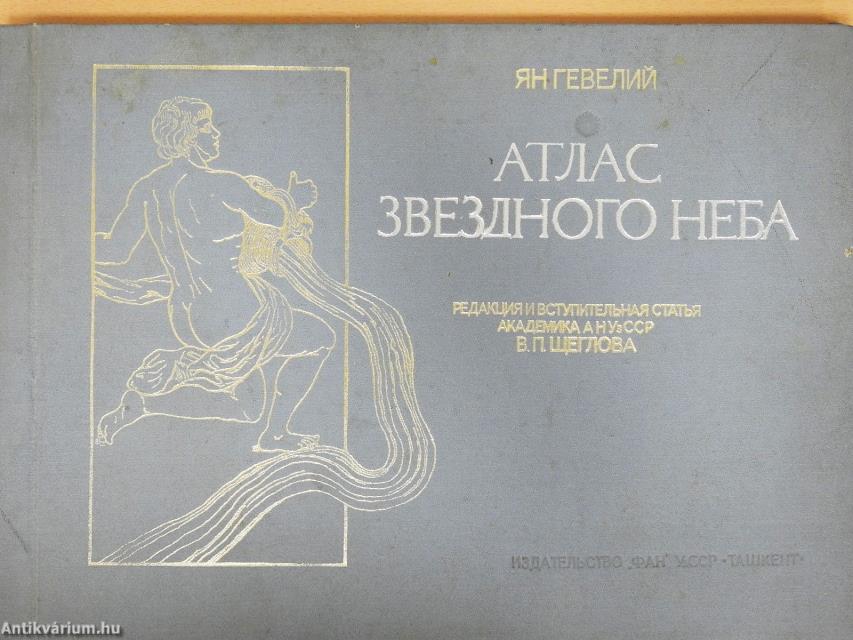 ЯН ГЕВЕЛИЙ
АТЛАС
ЗВЕЗДНОГО НЕБА
РЕДАКЦИЯ И ВСТУПИТЕЛЬНАЯ СТАТЬЯ
АКАДЕМИКА АН УзССР
В. П. ЩЕГЛОВА
ИЗДАТЕЛЬСТВО „ФАН" УзССР • ТАШКЕНТ•
Antikvárium.hu